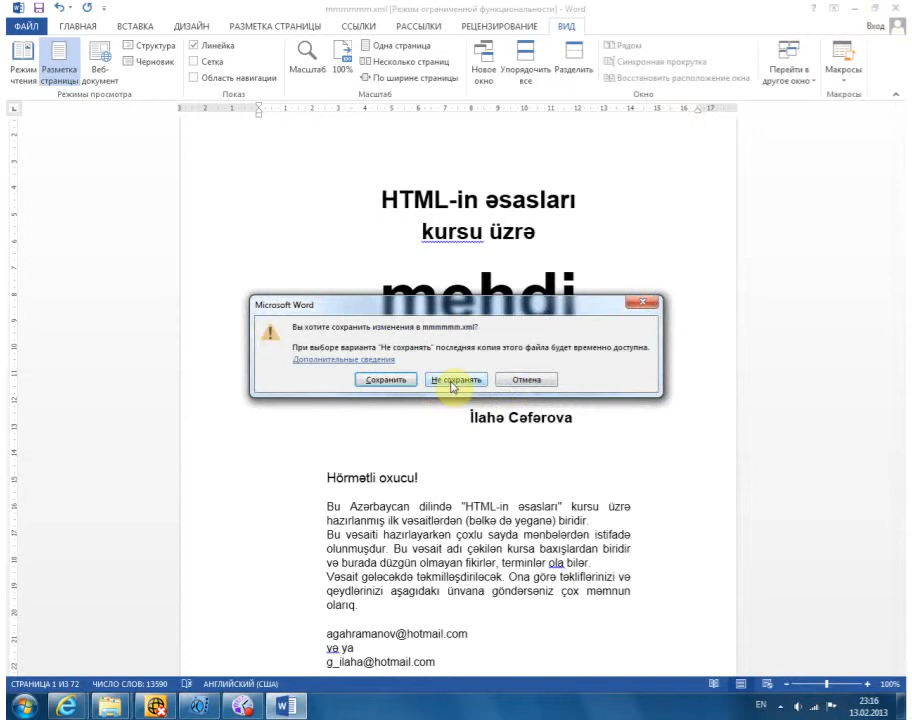 mmmmmm.xml [Режим ограниченной функциональности] - Word
ФАЙЛ ГЛАВНАЯ ВСТАВКА ДИЗАЙН РАЗМЕТКА СТРАНИЦЫ ССЫЛКИ РАССЫЛКИ РЕЦЕНЗИРОВАНИЕ ВИД Вход
Режим чтения
Разметка страницы
Веб-документ
Структура
Черновик
Режимы просмотра
Линейка
Сетка
Область навигации
Показ
Масштаб
100%
Одна страница
Несколько страниц
По ширине страницы
Масштаб
Новое окно
Упорядочить все
Разделить
Рядом
Синхронная прокрутка
Восстановить расположение окна
Перейти в другое окно
Окно
Макросы
Макросы
HTML-in əsasları
kursu üzrə
mehdi
Microsoft Word
Вы хотите сохранить изменения в mmmmmm.xml?
При выборе варианта "Не сохранять" последняя копия этого файла будет временно доступна.
Дополнительные сведения
Сохранить Не сохранять Отмена
İlahə Cəfərova
Hörmətli oxucu!
Bu Azərbaycan dilində "HTML-in əsasları" kursu üzrə
hazırlanmış ilk vəsaitlərdən (bəlkə də yeganə) biridir.
Bu vəsaiti hazırlayarkən çoxlu sayda mənbələrdən istifadə
olunmuşdur. Bu vəsait adı çəkilən kursa baxışlardan biridir
və burada düzgün olmayan fikirlər, terminlər ola bilər.
Vəsait gələcəkdə təkmilləşdiriləcək. Ona görə təkliflərinizi və
qeydlərinizi aşagıdakı ünvana göndərsəniz çox məmnun
olarıq.
agahramanov@hotmail.com
və ya
g_ilaha@hotmail.com
СТРАНИЦА 1 ИЗ 72 ЧИСЛО СЛОВ: 13590 АНГЛИЙСКИЙ (США) 100%
EN 23:16
13.02.2013